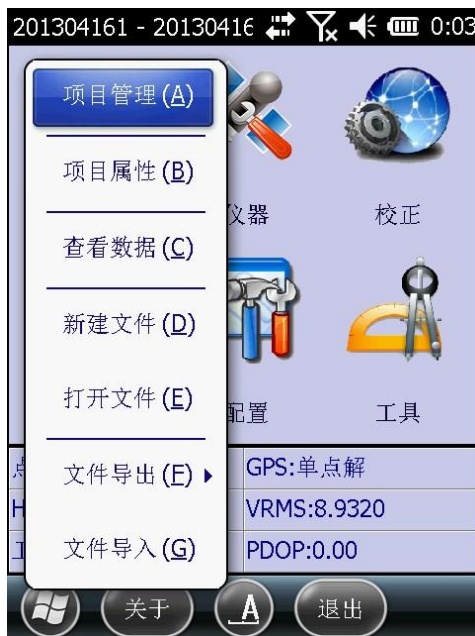 201304161 - 20130416 0:03
项目管理(A)
项目属性(B)
仪器
校正
查看数据(C)
新建文件(D)
打开文件(E)
配置
工具
文件导出(F)
GPS:单点解
H
VRMS:8.9320
文件导入(G)
PDOP:0.00
关于
A
退出